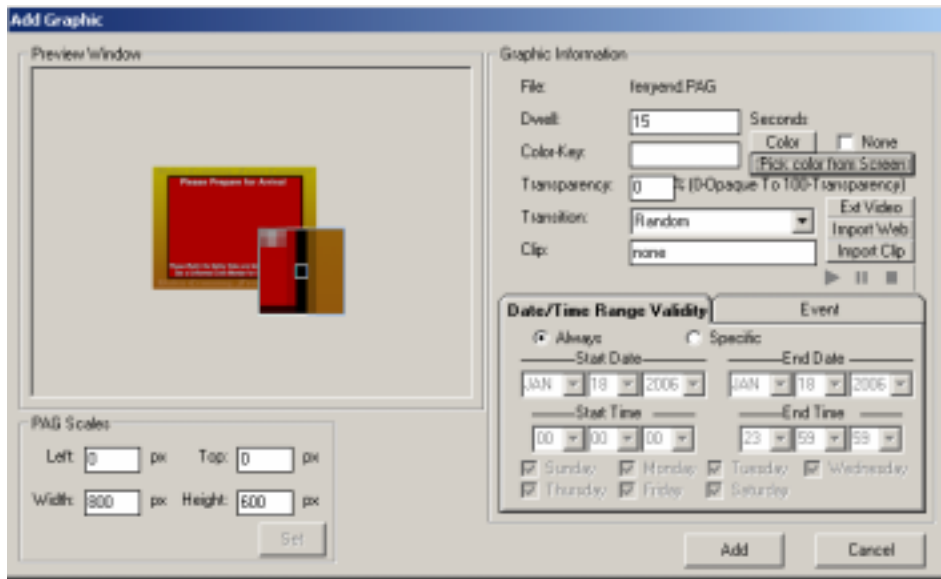 Add Graphic
Preview Window
Please Prepare for Arrival
Graphic Information
File: ferryend.PAG
Dwell: 15 Seconds
Color-Key: Color None
Pick color from Screen
Transparency: 0 % (0-Opaque To 100-Transparency)
Transition: Random
Ext Video
Import Web
Clip: none Import Clip
Date/Time Range Validity Event
Always Specific
Start Date End Date
JAN 18 2006 JAN 18 2006
Start Time End Time
00 00 00 23 59 59
Sunday Monday Tuesday Wednesday
Thursday Friday Saturday
PAG Scales
Left: 0 px Top: 0 px
Width: 800 px Height: 600 px
Set
Add Cancel